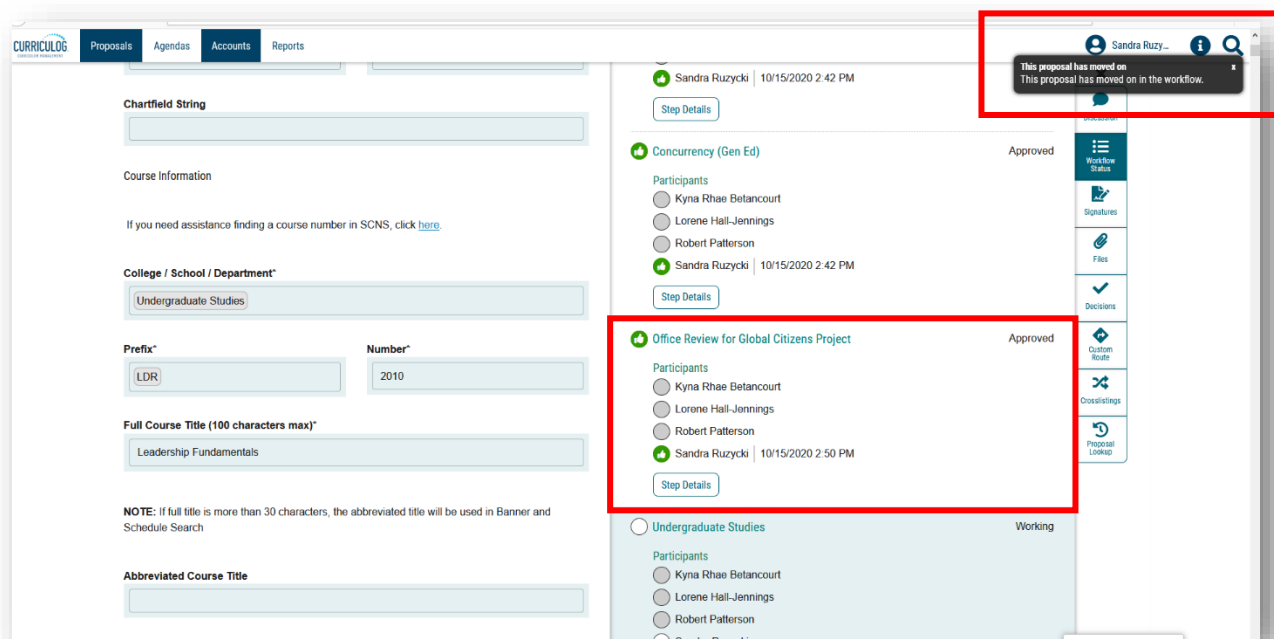 CURRICULOG
Proposals
Agendas
Accounts
Reports
Sandra Ruzy...
This proposal has moved on x
This proposal has moved on in the workflow.
Chartfield String
Course Information
If you need assistance finding a course number in SCNS, click here.
College / School / Department*
Undergraduate Studies
Prefix*
Number*
LDR
2010
Full Course Title (100 characters max)*
Leadership Fundamentals
NOTE: If full title is more than 30 characters, the abbreviated title will be used in Banner and
Schedule Search
Abbreviated Course Title
Sandra Ruzycki 10/15/2020 2:42 PM
Step Details
Concurrency (Gen Ed) Approved
Participants
Kyna Rhae Betancourt
Lorene Hall-Jennings
Robert Patterson
Sandra Ruzycki 10/15/2020 2:42 PM
Step Details
Office Review for Global Citizens Project Approved
Participants
Kyna Rhae Betancourt
Lorene Hall-Jennings
Robert Patterson
Sandra Ruzycki 10/15/2020 2:50 PM
Step Details
Undergraduate Studies Working
Participants
Kyna Rhae Betancourt
Lorene Hall-Jennings
Robert Patterson
Discussion
Workflow
Status
Signatures
Files
Decisions
Custom
Route
Crosslistings
Proposal
Lookup